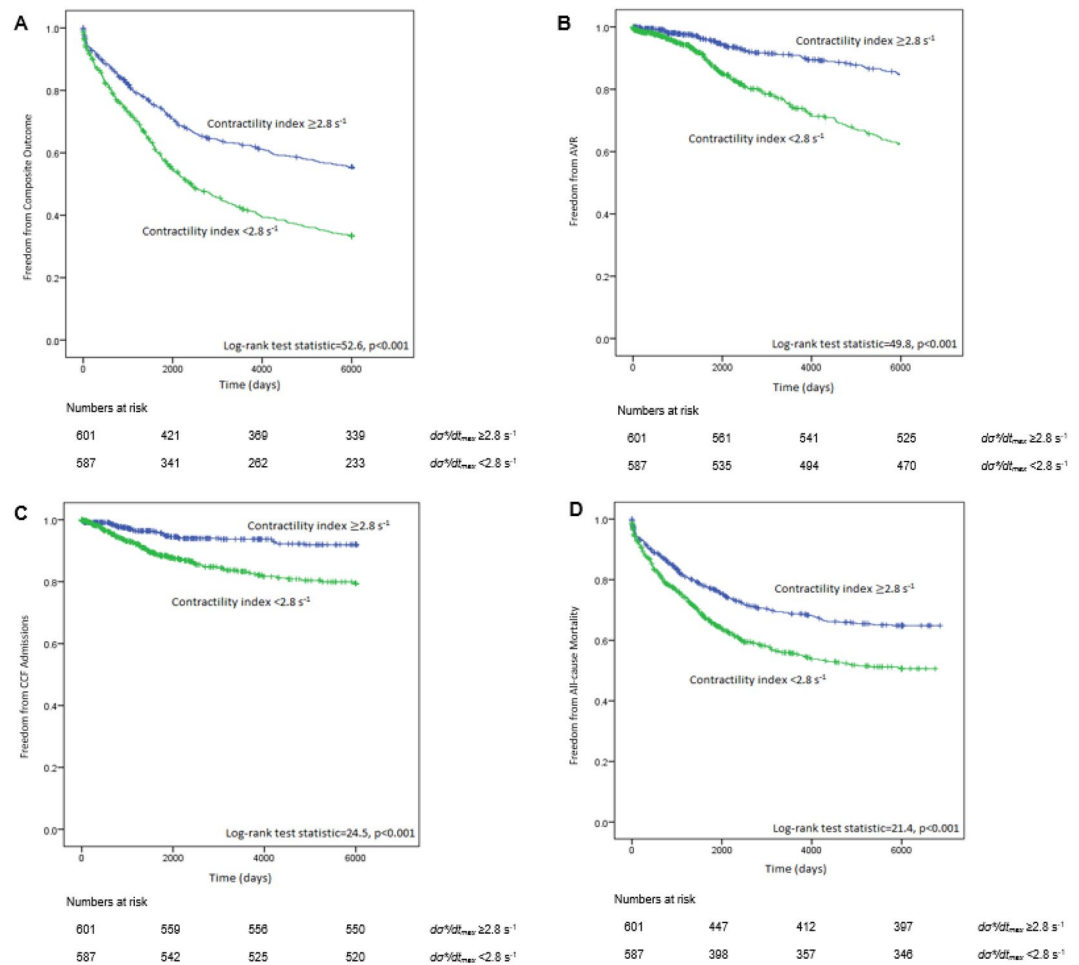 A
Freedom from Composite Outcome
1.0
0.8
0.6
0.4
0.2
0.0
Contractility index ≥2.8 s⁻¹
Contractility index <2.8 s⁻¹
Log-rank test statistic=52.6, p<0.001
0 2000 4000 6000
Time (days)
Numbers at risk
601 421 369 339 dσ*/dtmax ≥2.8 s⁻¹
587 341 262 233 dσ*/dtmax <2.8 s⁻¹
B
Freedom from AVR
1.0
0.8
0.6
0.4
0.2
0.0
Contractility index ≥2.8 s⁻¹
Contractility index <2.8 s⁻¹
Log-rank test statistic=49.8, p<0.001
0 2000 4000 6000
Time (days)
Numbers at risk
601 561 541 525 dσ*/dtmax ≥2.8 s⁻¹
587 535 494 470 dσ*/dtmax <2.8 s⁻¹
C
Freedom from CCF Admissions
1.0
0.8
0.6
0.4
0.2
0.0
Contractility index ≥2.8 s⁻¹
Contractility index <2.8 s⁻¹
Log-rank test statistic=24.5, p<0.001
0 2000 4000 6000
Time (days)
Numbers at risk
601 559 556 550 dσ*/dtmax ≥2.8 s⁻¹
587 542 525 520 dσ*/dtmax <2.8 s⁻¹
D
Freedom from All-cause Mortality
1.0
0.8
0.6
0.4
0.2
0.0
Contractility index ≥2.8 s⁻¹
Contractility index <2.8 s⁻¹
Log-rank test statistic=21.4, p<0.001
0 2000 4000 6000
Time (days)
Numbers at risk
601 447 412 397 dσ*/dtmax ≥2.8 s⁻¹
587 398 357 346 dσ*/dtmax <2.8 s⁻¹